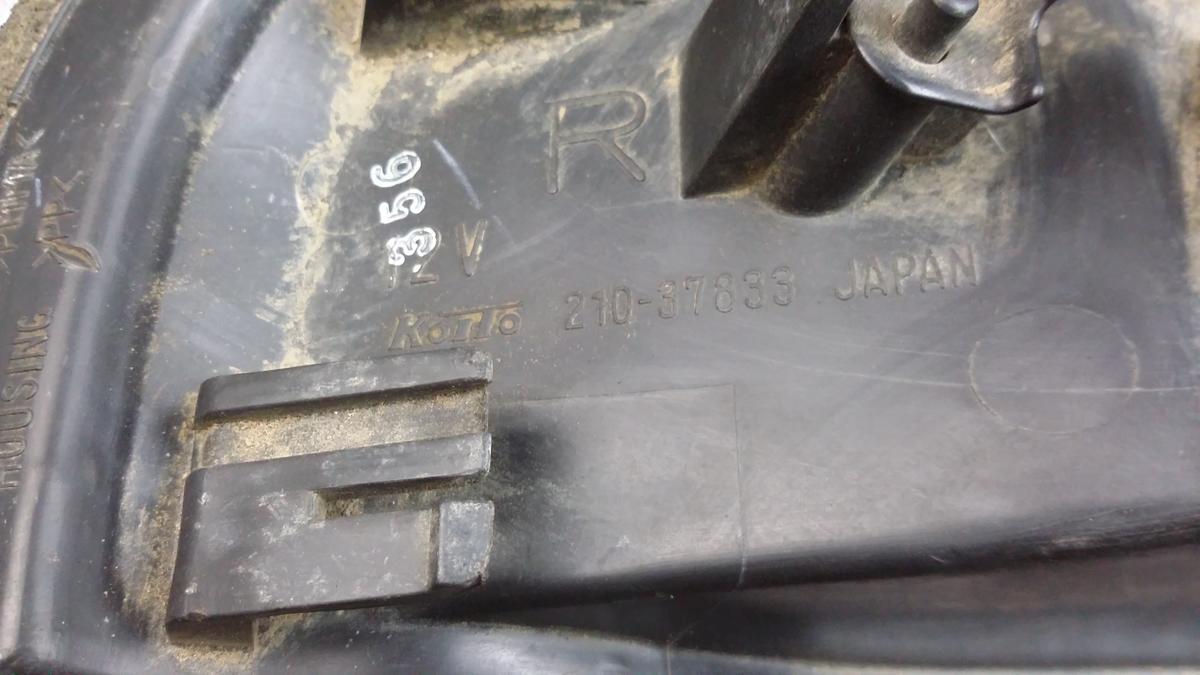 R
356
12V
KOITO 210-37833 JAPAN
HOUSING